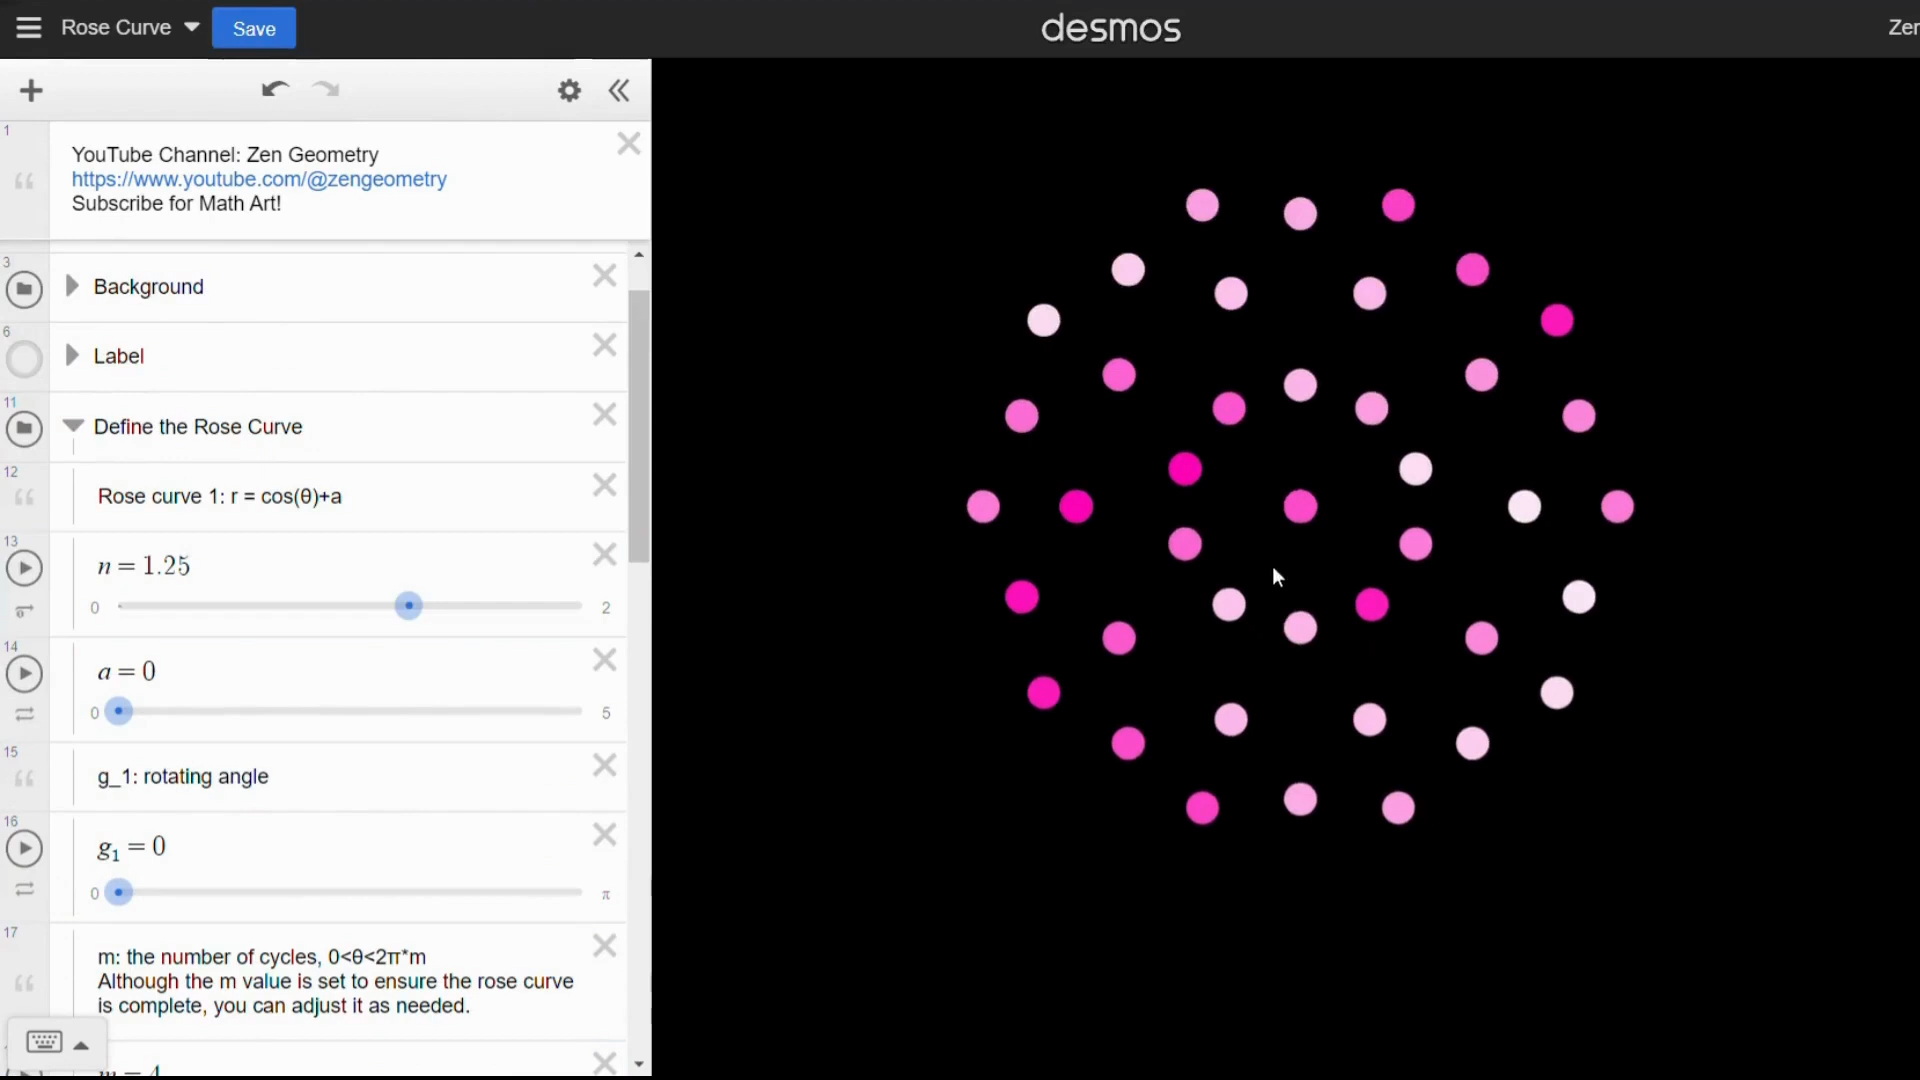 Rose Curve
Save
desmos
Zer
1
YouTube Channel: Zen Geometry
https://www.youtube.com/@zengeometry
Subscribe for Math Art!
3
Background
6
Label
11
Define the Rose Curve
12
Rose curve 1: r = cos(θ)+a
13
n = 1.25
0 2
14
a = 0
0 5
15
g_1: rotating angle
16
g₁ = 0
0 π
17
m: the number of cycles, 0<θ<2π*m
Although the m value is set to ensure the rose curve
is complete, you can adjust it as needed.